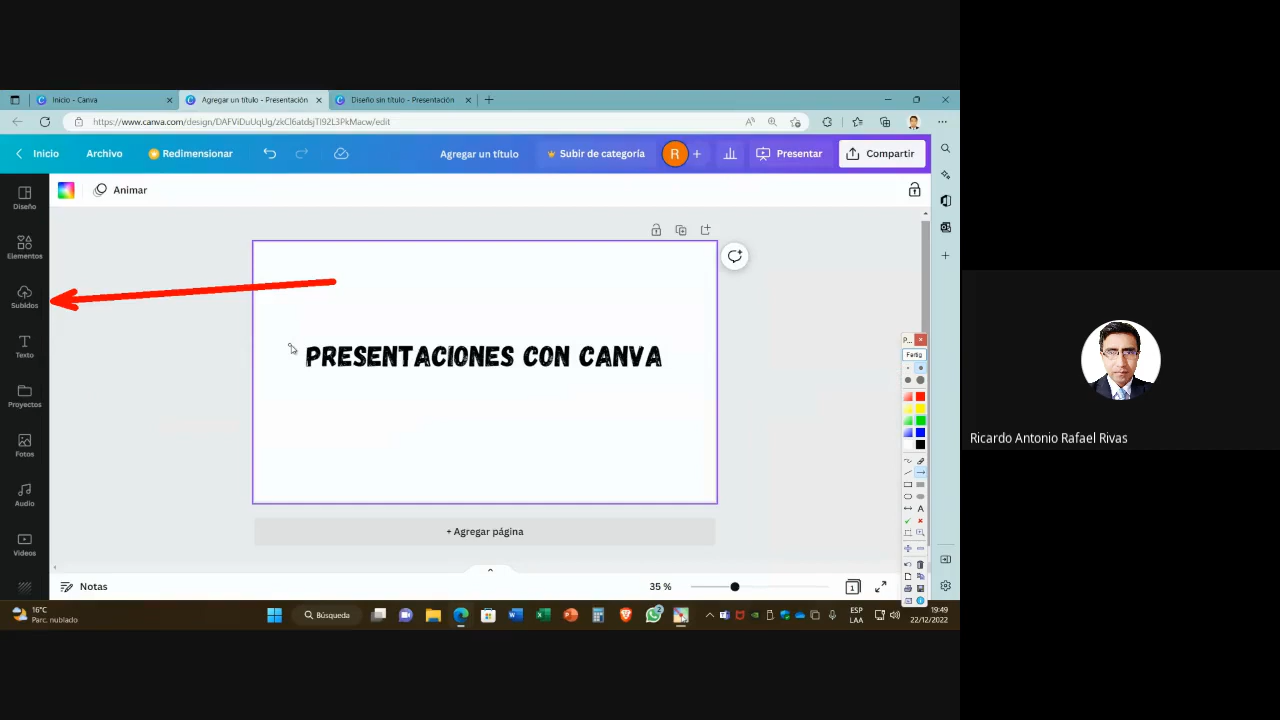 Inicio - Canva
Agregar un título - Presentación
Diseño sin título - Presentación
https://www.canva.com/design/DAFViDuUqUg/zkCl6atdsjTI92L3PkMacw/edit
Inicio
Archivo
Redimensionar
Agregar un título
Subir de categoría
R
Presentar
Compartir
Animar
Diseño
Elementos
Subidos
Texto
Proyectos
Fotos
Audio
Videos
PRESENTACIONES CON CANVA
+ Agregar página
Notas
35 %
1
P...
Fertig
Ricardo Antonio Rafael Rivas
16°C
Parc. nublado
Búsqueda
ESP
LAA
19:49
22/12/2022